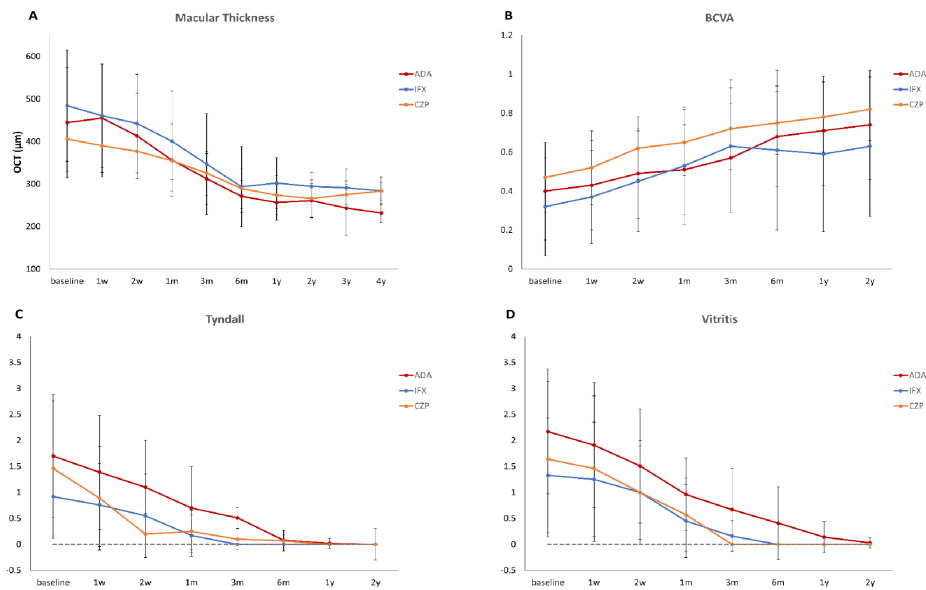 A
Macular Thickness
600
500
400
300
200
100
OCT (µm)
baseline 1w 2w 1m 3m 6m 1y 2y 3y 4y
ADA
IFX
CZP
B
BCVA
1.2
1
0.8
0.6
0.4
0.2
0
baseline 1w 2w 1m 3m 6m 1y 2y
ADA
IFX
CZP
C
Tyndall
4
3.5
3
2.5
2
1.5
1
0.5
0
-0.5
baseline 1w 2w 1m 3m 6m 1y 2y
ADA
IFX
CZP
D
Vitritis
4
3.5
3
2.5
2
1.5
1
0.5
0
-0.5
baseline 1w 2w 1m 3m 6m 1y 2y
ADA
IFX
CZP